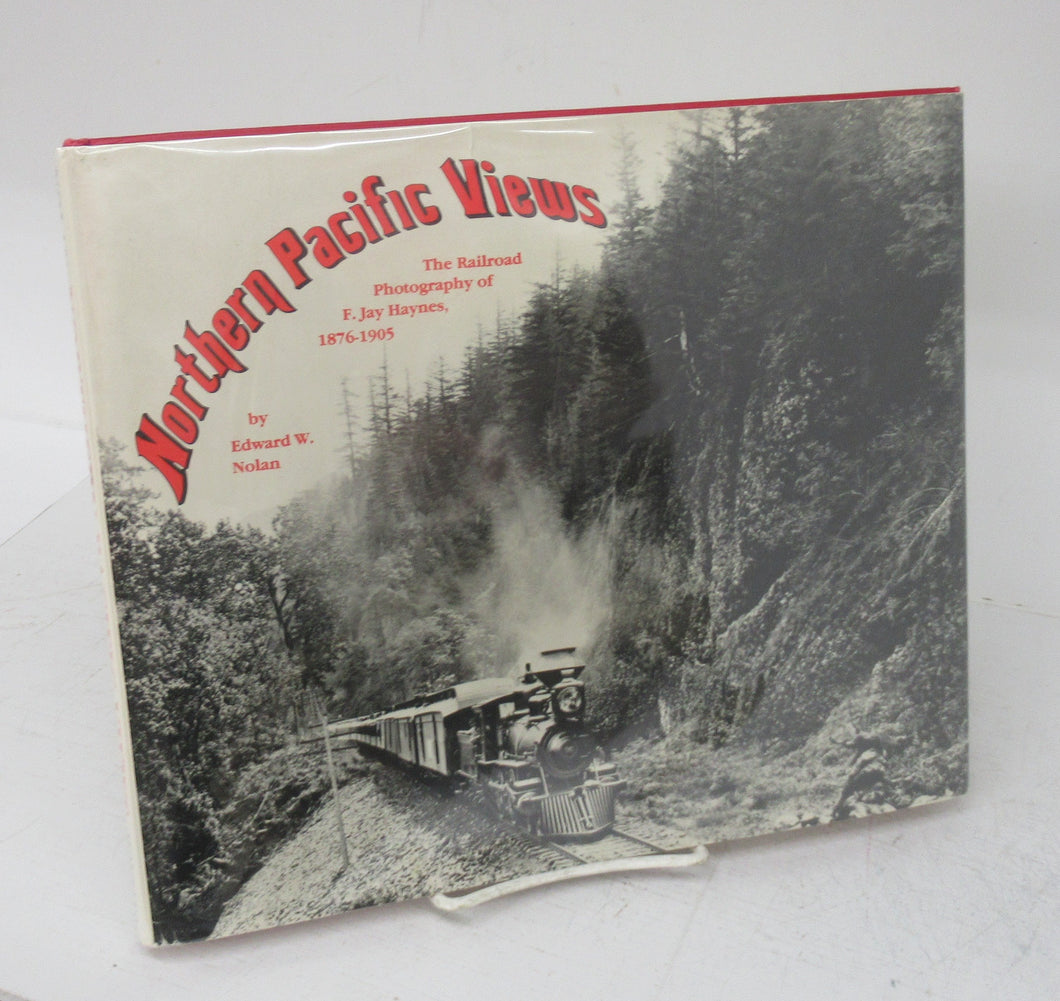 Northern Pacific Views
The Railroad
Photography of
F. Jay Haynes,
1876-1905
by
Edward W.
Nolan